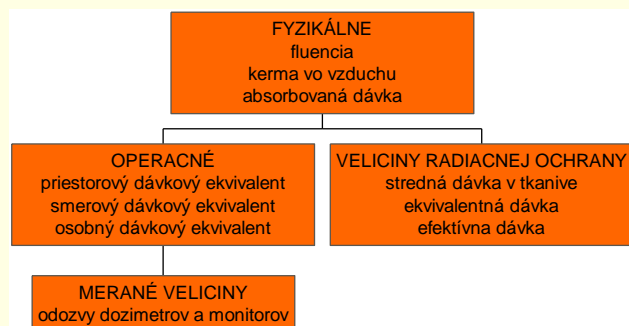 FYZIKÁLNE
fluencia
kerma vo vzduchu
absorbovaná dávka
OPERACNÉ
priestorový dávkový ekvivalent
smerový dávkový ekvivalent
osobný dávkový ekvivalent
VELICINY RADIACNEJ OCHRANY
stredná dávka v tkanive
ekvivalentná dávka
efektívna dávka
MERANÉ VELICINY
odozvy dozimetrov a monitorov